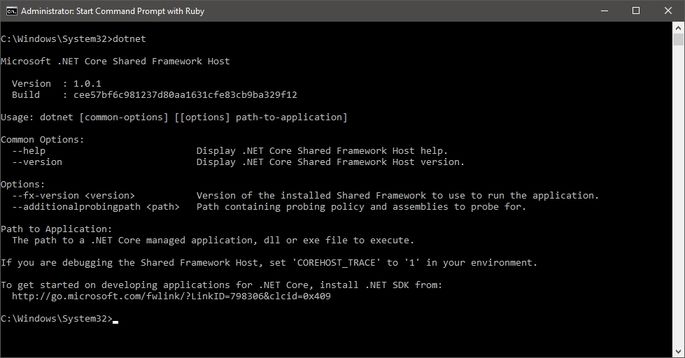 Administrator: Start Command Prompt with Ruby
C:\Windows\System32>dotnet
Microsoft .NET Core Shared Framework Host
Version  : 1.0.1
Build    : cee57bf6c981237d80aa1631cfe83cb9ba329f12
Usage: dotnet [common-options] [[options] path-to-application]
Common Options:
--help                           Display .NET Core Shared Framework Host help.
--version                        Display .NET Core Shared Framework Host version.
Options:
--fx-version <version>           Version of the installed Shared Framework to use to run the application.
--additionalprobingpath <path>   Path containing probing policy and assemblies to probe for.
Path to Application:
The path to a .NET Core managed application, dll or exe file to execute.
If you are debugging the Shared Framework Host, set 'COREHOST_TRACE' to '1' in your environment.
To get started on developing applications for .NET Core, install .NET SDK from:
http://go.microsoft.com/fwlink/?LinkID=798306&clcid=0x409
C:\Windows\System32>